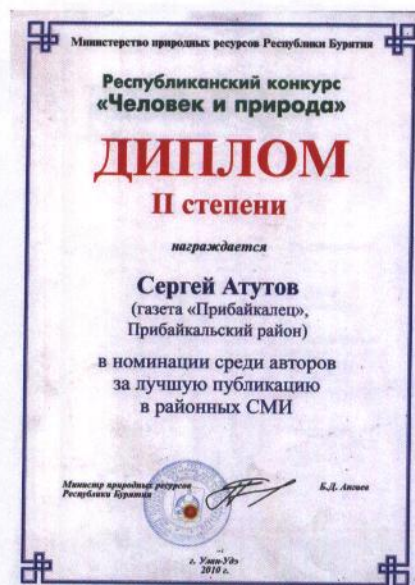 Министерство природных ресурсов Республики Бурятия
Республиканский конкурс
«Человек и природа»
ДИПЛОМ
II степени
награждается
Сергей Атутов
(газета «Прибайкалец»,
Прибайкальский район)
в номинации среди авторов
за лучшую публикацию
в районных СМИ
Министр природных ресурсов
Республики Бурятия
Б.Д. Ангаев
г. Улан-Удэ
2010 г.